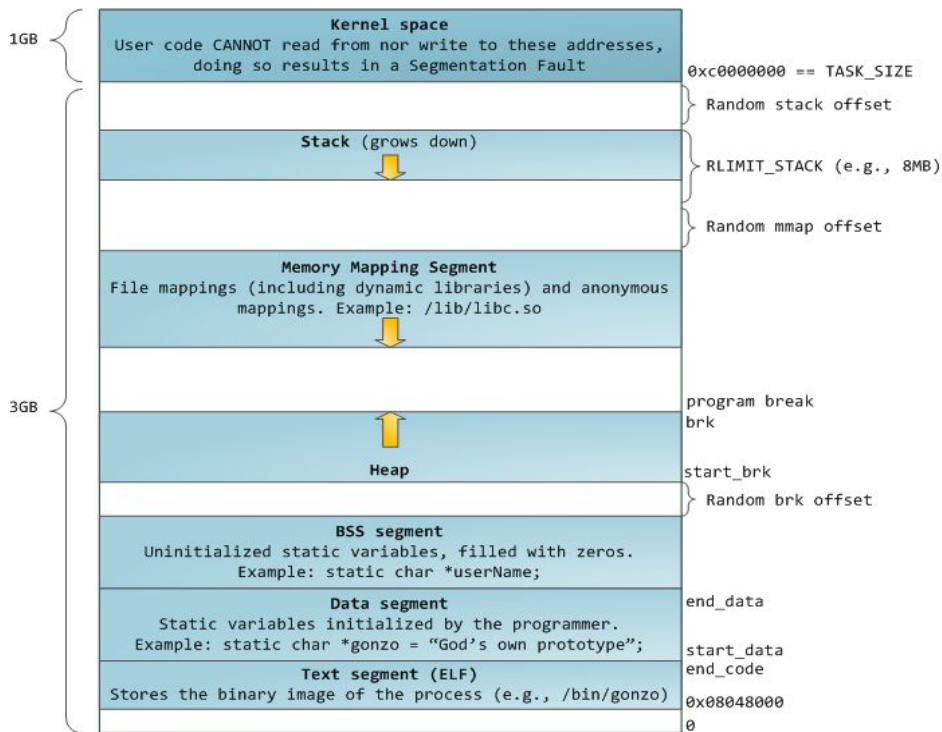 Kernel space
1GB
User code CANNOT read from nor write to these addresses,
doing so results in a Segmentation Fault
0xc0000000 == TASK_SIZE
Random stack offset
Stack (grows down)
RLIMIT_STACK (e.g., 8MB)
Random mmap offset
Memory Mapping Segment
File mappings (including dynamic libraries) and anonymous
mappings. Example: /lib/libc.so
3GB
program break
brk
Heap
start_brk
Random brk offset
BSS segment
Uninitialized static variables, filled with zeros.
Example: static char *userName;
Data segment
end_data
Static variables initialized by the programmer.
Example: static char *gonzo = “God’s own prototype”;
start_data
end_code
Text segment (ELF)
Stores the binary image of the process (e.g., /bin/gonzo)
0x08048000
0